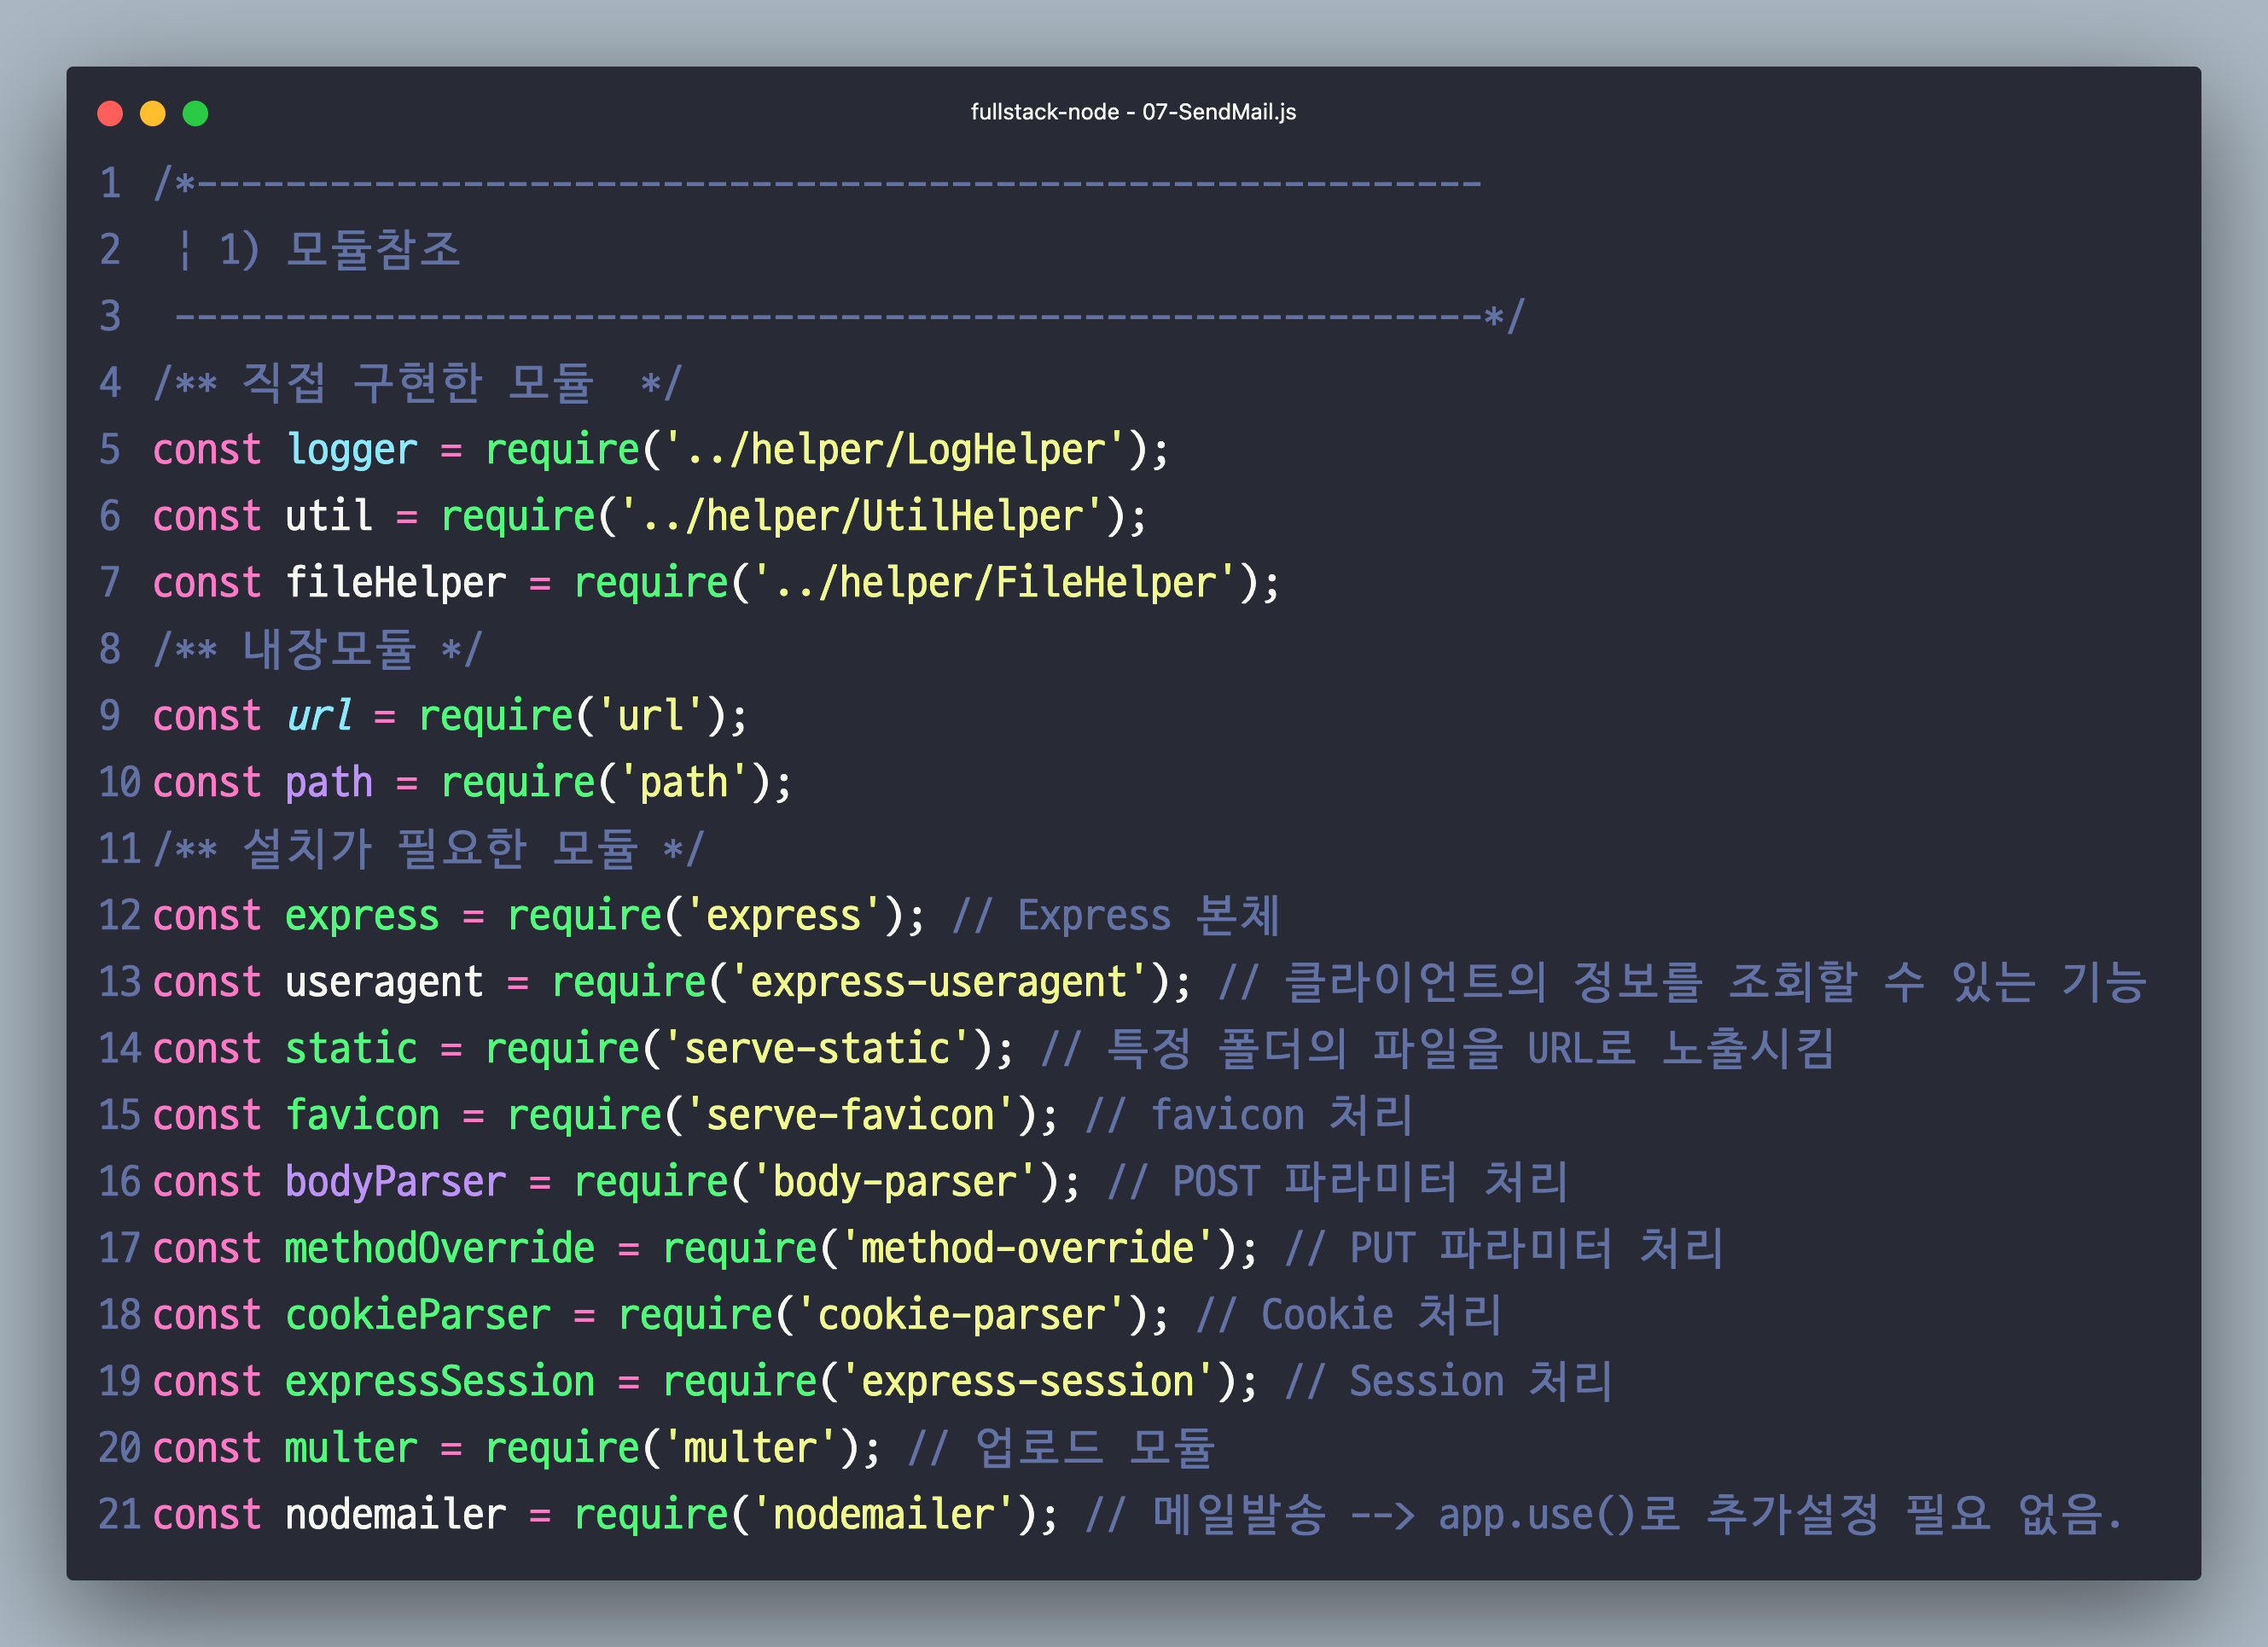 fullstack-node - 07-SendMail.js
1 /*----------------------------------------------------------
2  | 1) 모듈참조
3  -----------------------------------------------------------*/
4 /** 직접 구현한 모듈  */
5 const logger = require('../helper/LogHelper');
6 const util = require('../helper/UtilHelper');
7 const fileHelper = require('../helper/FileHelper');
8 /** 내장모듈 */
9 const url = require('url');
10 const path = require('path');
11 /** 설치가 필요한 모듈 */
12 const express = require('express'); // Express 본체
13 const useragent = require('express-useragent'); // 클라이언트의 정보를 조회할 수 있는 기능
14 const static = require('serve-static'); // 특정 폴더의 파일을 URL로 노출시킴
15 const favicon = require('serve-favicon'); // favicon 처리
16 const bodyParser = require('body-parser'); // POST 파라미터 처리
17 const methodOverride = require('method-override'); // PUT 파라미터 처리
18 const cookieParser = require('cookie-parser'); // Cookie 처리
19 const expressSession = require('express-session'); // Session 처리
20 const multer = require('multer'); // 업로드 모듈
21 const nodemailer = require('nodemailer'); // 메일발송 --> app.use()로 추가설정 필요 없음.